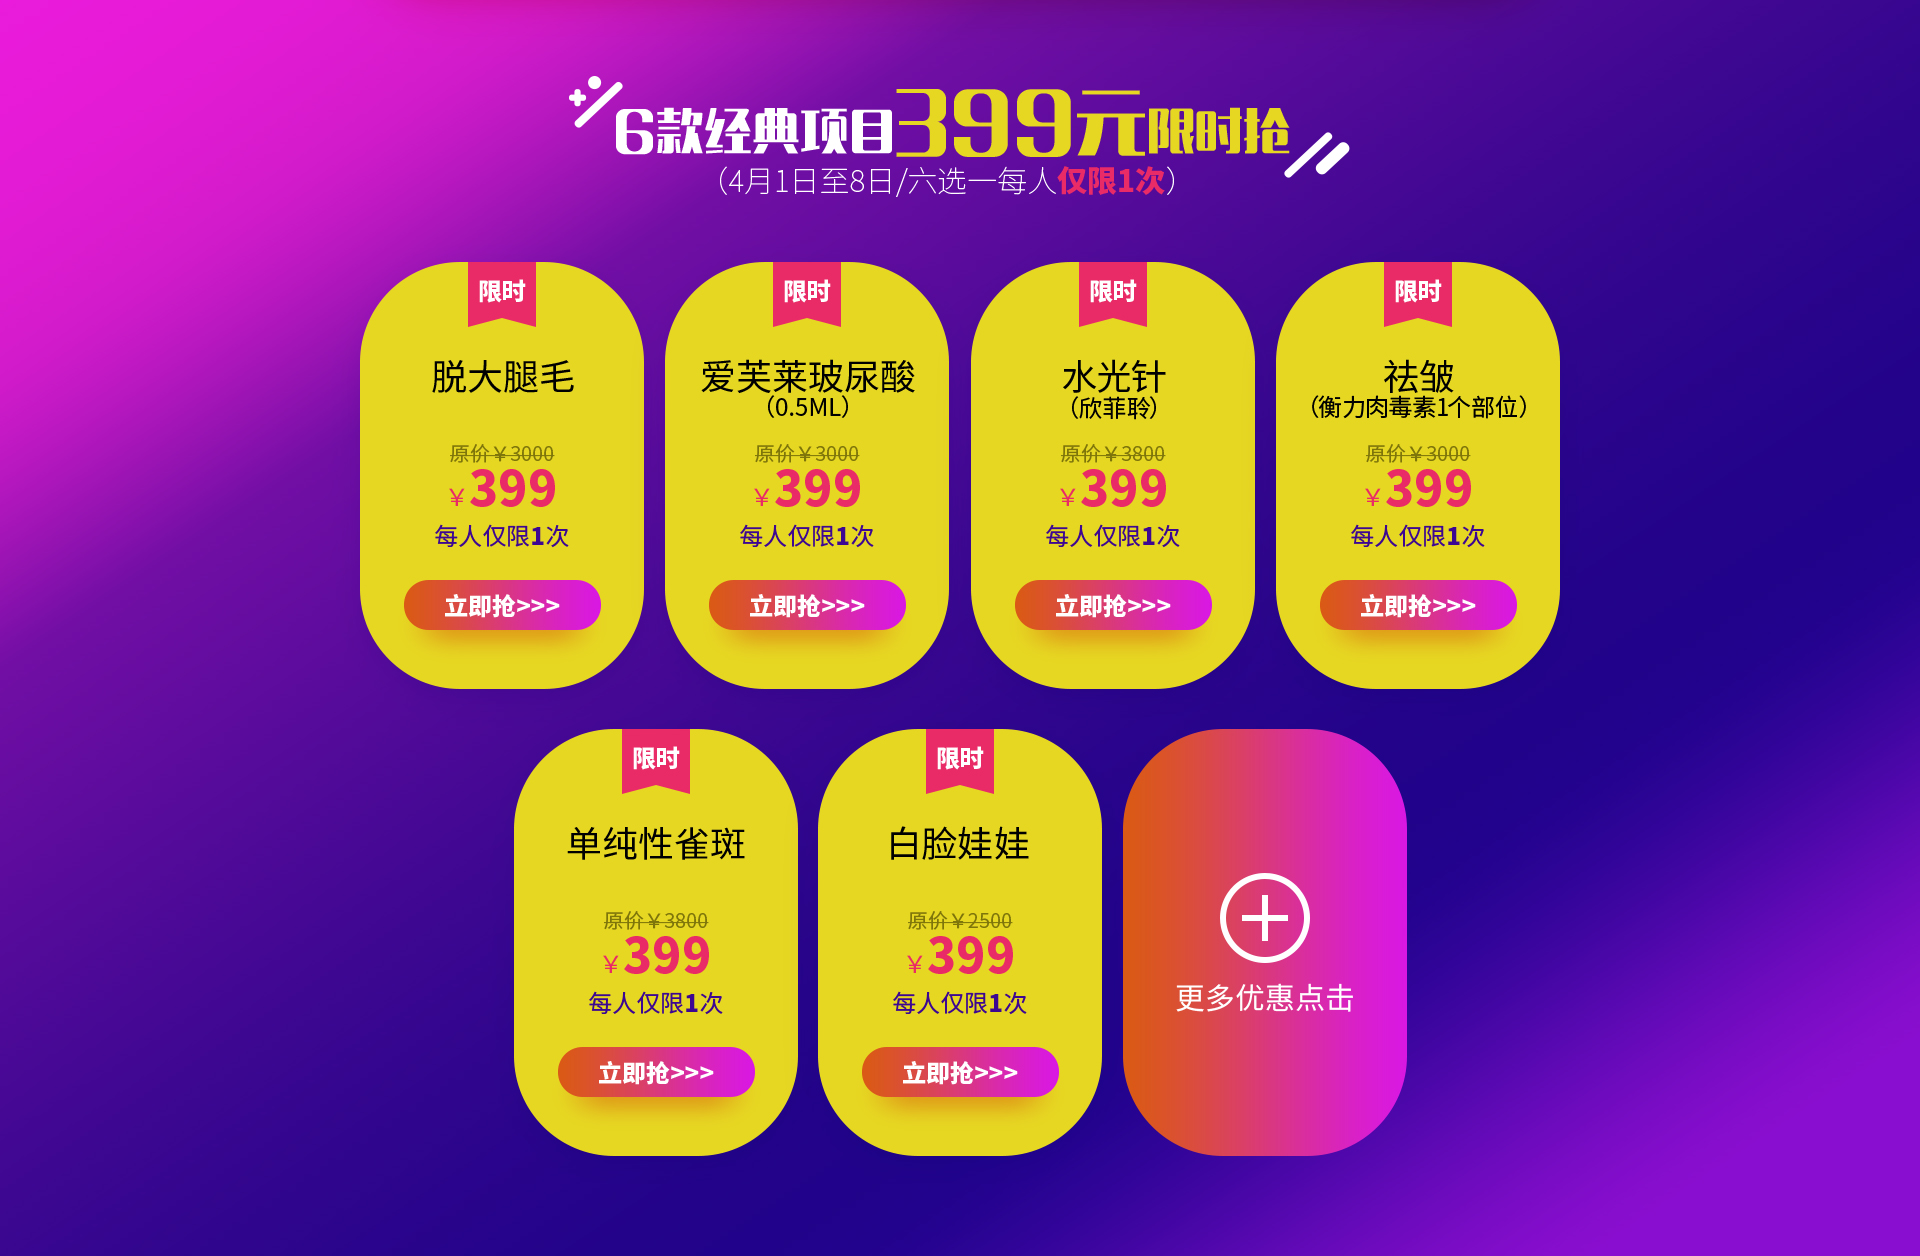 6款经典项目399元限时抢
（4月1日至8日/六选一每人仅限1次）
限时
脱大腿毛
原价￥3000
￥399
每人仅限1次
立即抢>>>
限时
爱芙莱玻尿酸
（0.5ML）
原价￥3000
￥399
每人仅限1次
立即抢>>>
限时
水光针
（欣菲聆）
原价￥3800
￥399
每人仅限1次
立即抢>>>
限时
祛皱
（衡力肉毒素1个部位）
原价￥3000
￥399
每人仅限1次
立即抢>>>
限时
单纯性雀斑
原价￥3800
￥399
每人仅限1次
立即抢>>>
限时
白脸娃娃
原价￥2500
￥399
每人仅限1次
立即抢>>>
更多优惠点击